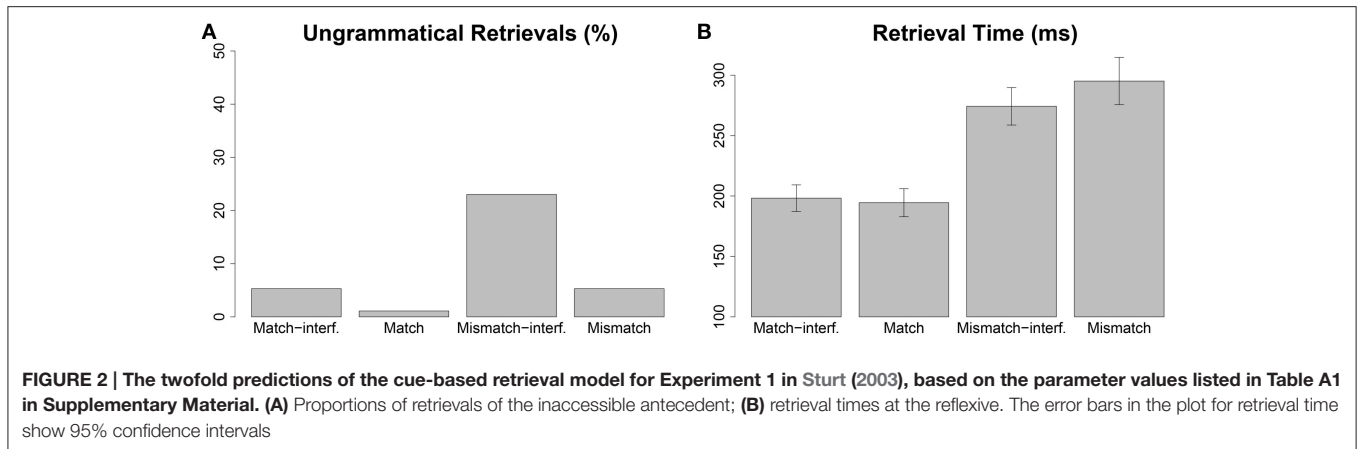 A Ungrammatical Retrievals (%)
50
40
30
20
10
0
Match−interf. Match Mismatch−interf. Mismatch
B Retrieval Time (ms)
300
250
200
150
100
Match−interf. Match Mismatch−interf. Mismatch
FIGURE 2 | The twofold predictions of the cue-based retrieval model for Experiment 1 in Sturt (2003), based on the parameter values listed in Table A1
in Supplementary Material. (A) Proportions of retrievals of the inaccessible antecedent; (B) retrieval times at the reflexive. The error bars in the plot for retrieval time
show 95% confidence intervals